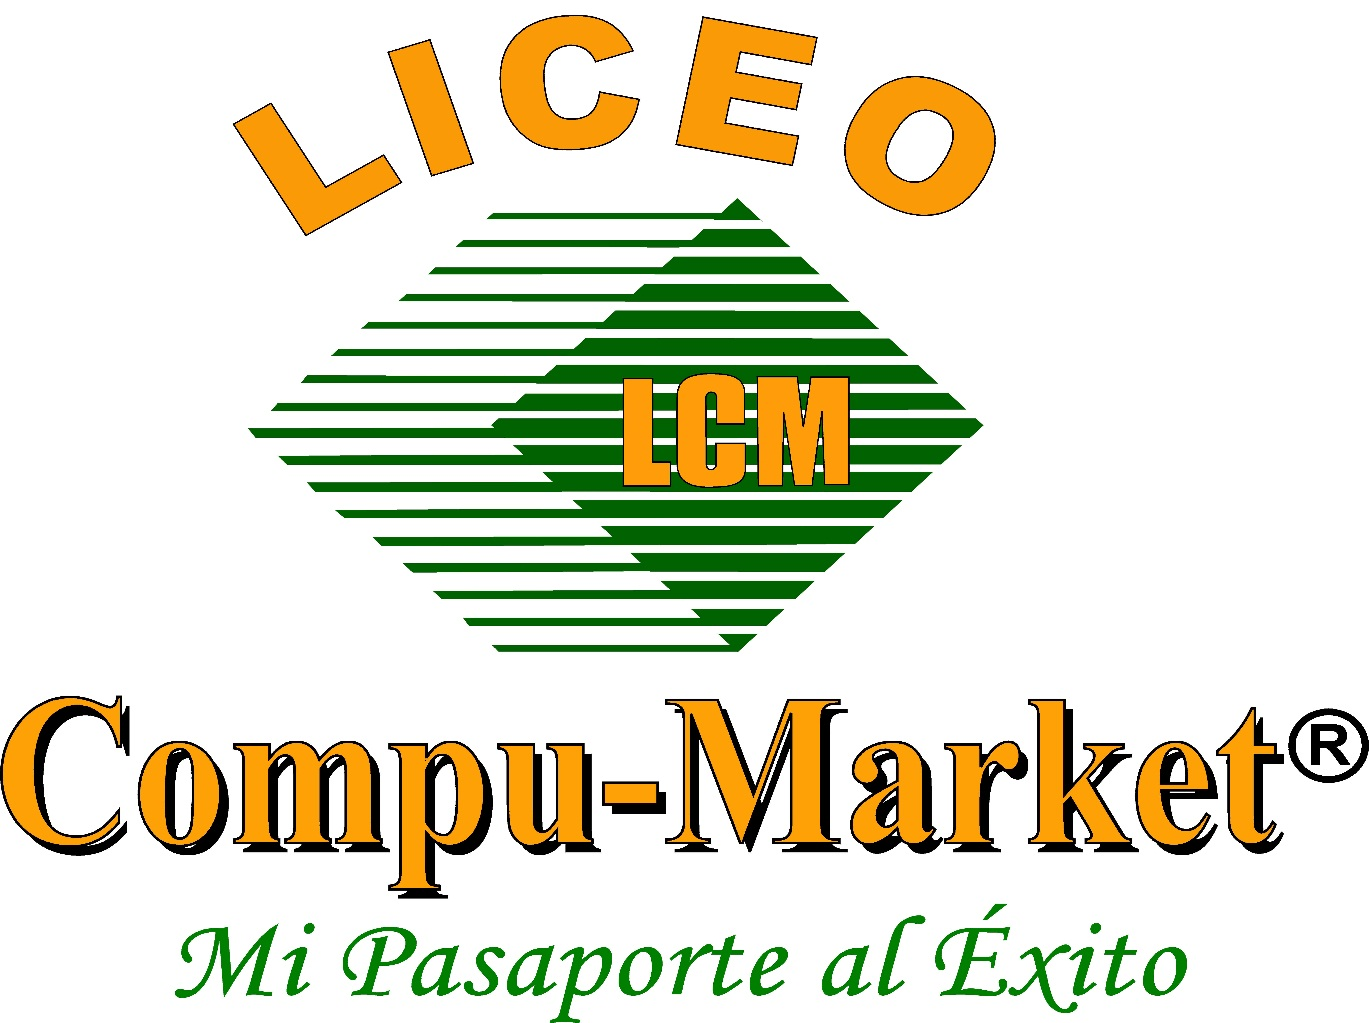 LICEO
LCM
Compu-Market®
Mi Pasaporte al Éxito